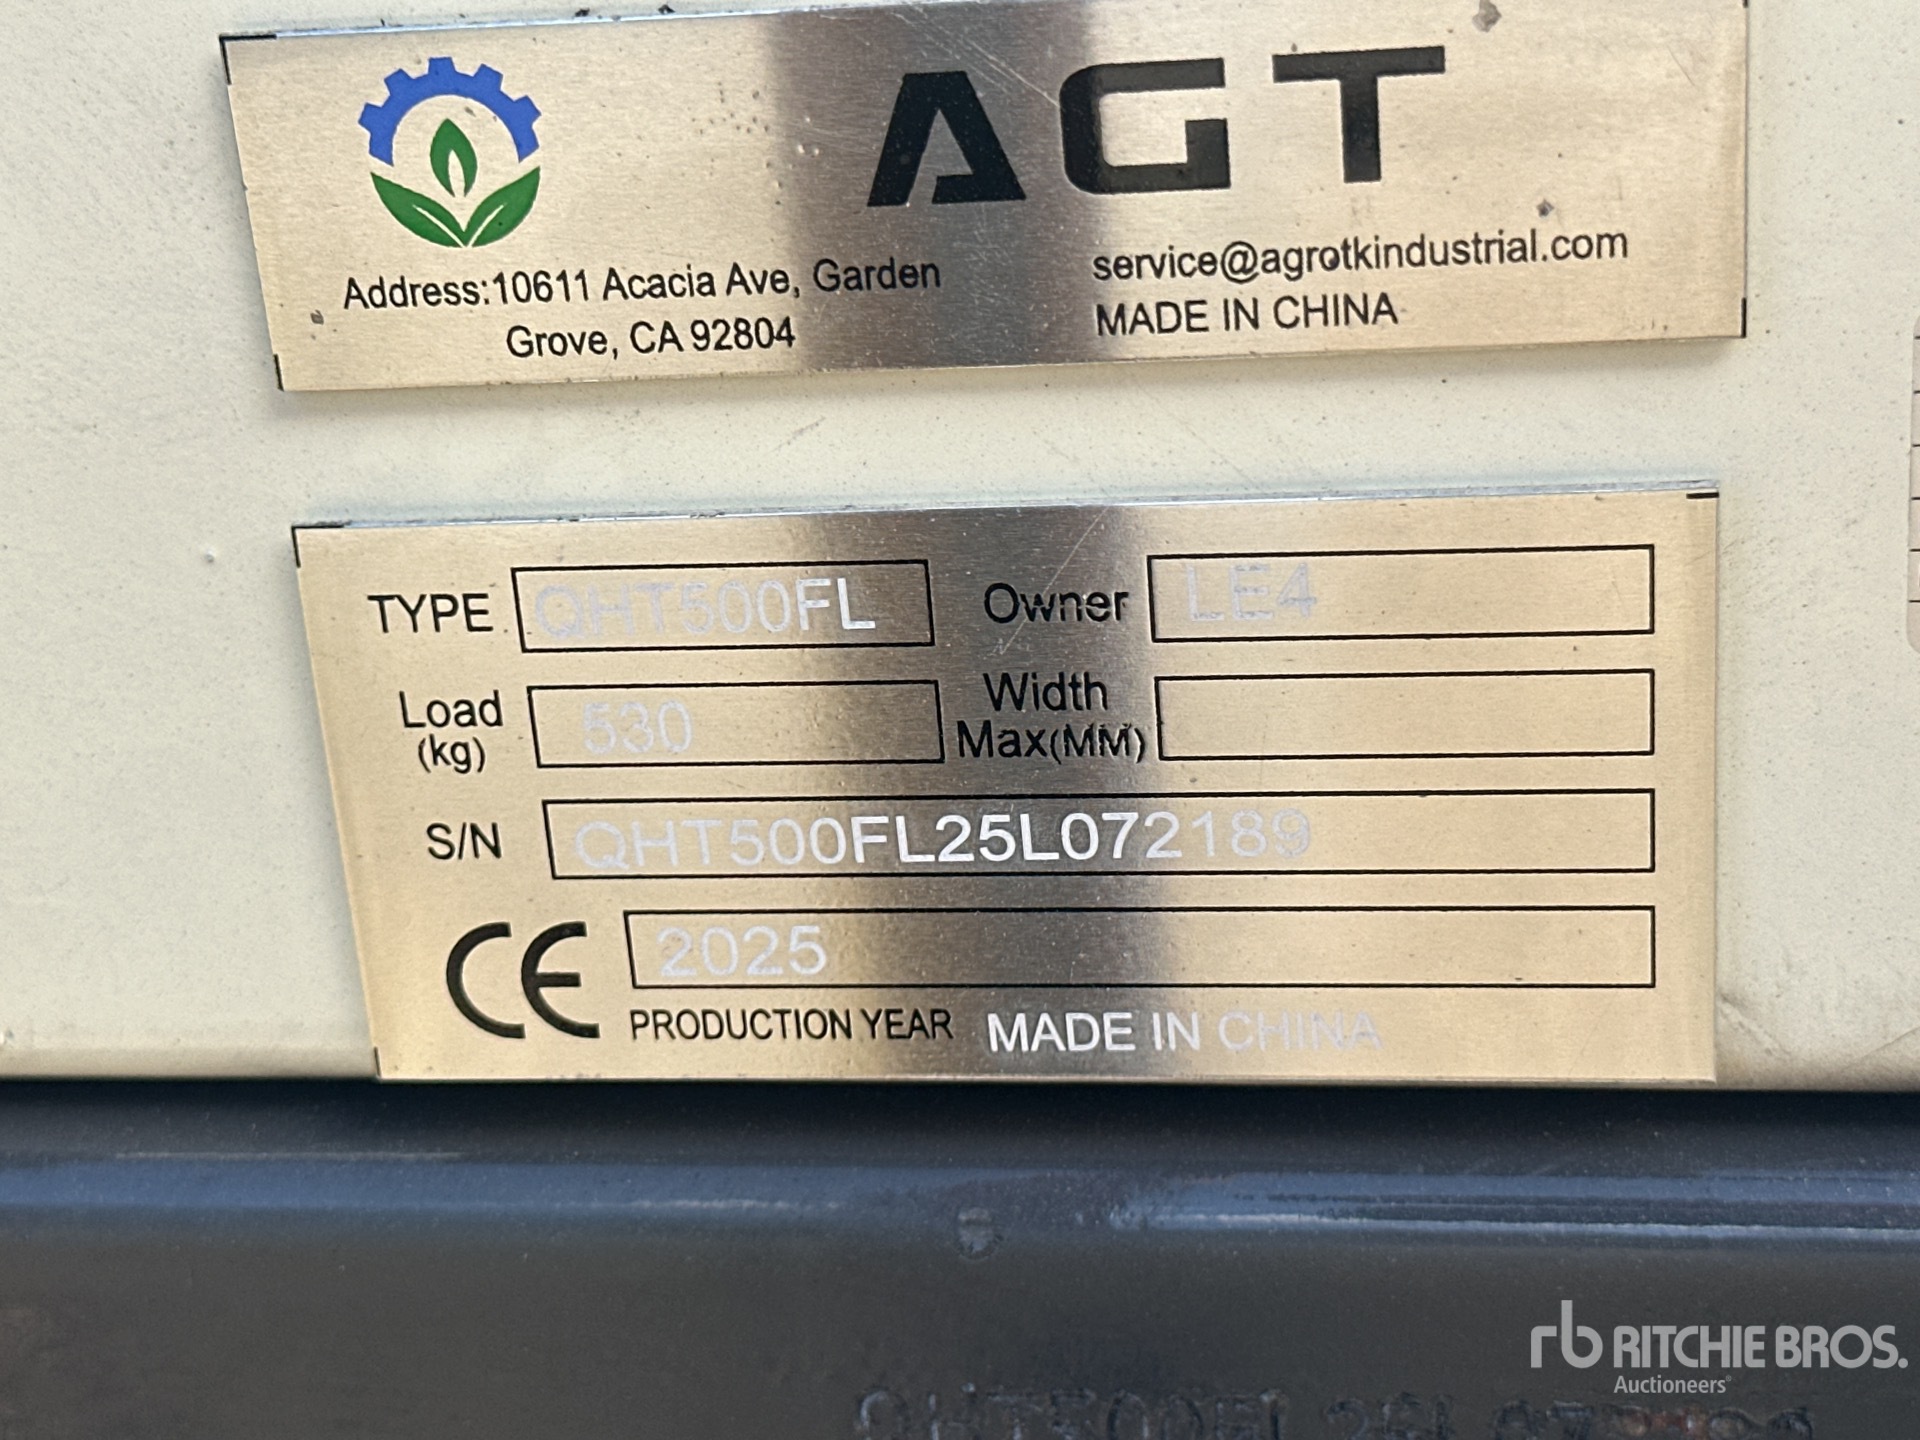 AGT
Address:10611 Acacia Ave, Garden
Grove, CA 92804
service@agrotkindustrial.com
MADE IN CHINA
TYPE QHT500FL
Owner LE4
Load
(kg) 530
Width
Max(MM)
S/N QHT500FL25L072189
CE 2025
PRODUCTION YEAR MADE IN CHINA
rb RITCHIE BROS.
Auctioneers